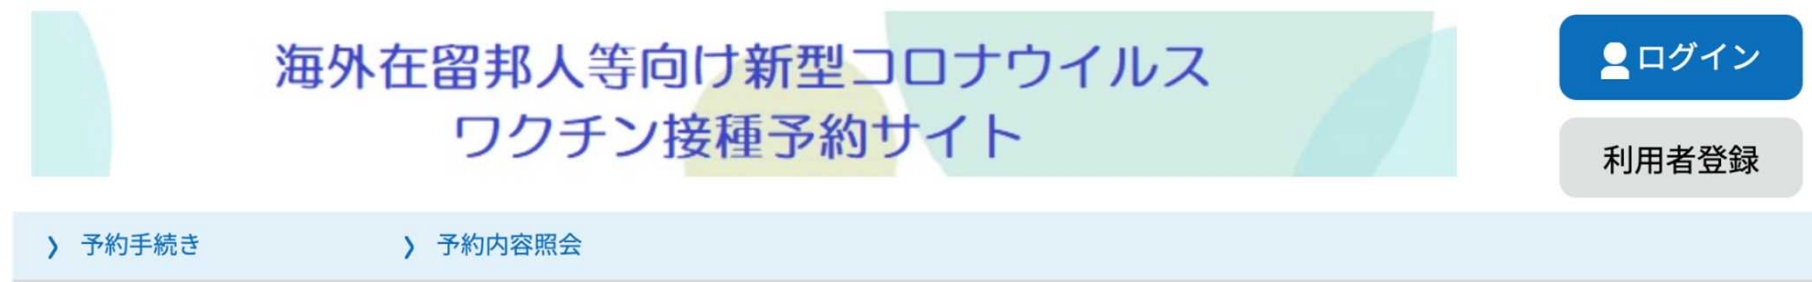 海外在留邦人等向け新型コロナウイルス
ワクチン接種予約サイト
ログイン
利用者登録
予約手続き
予約内容照会